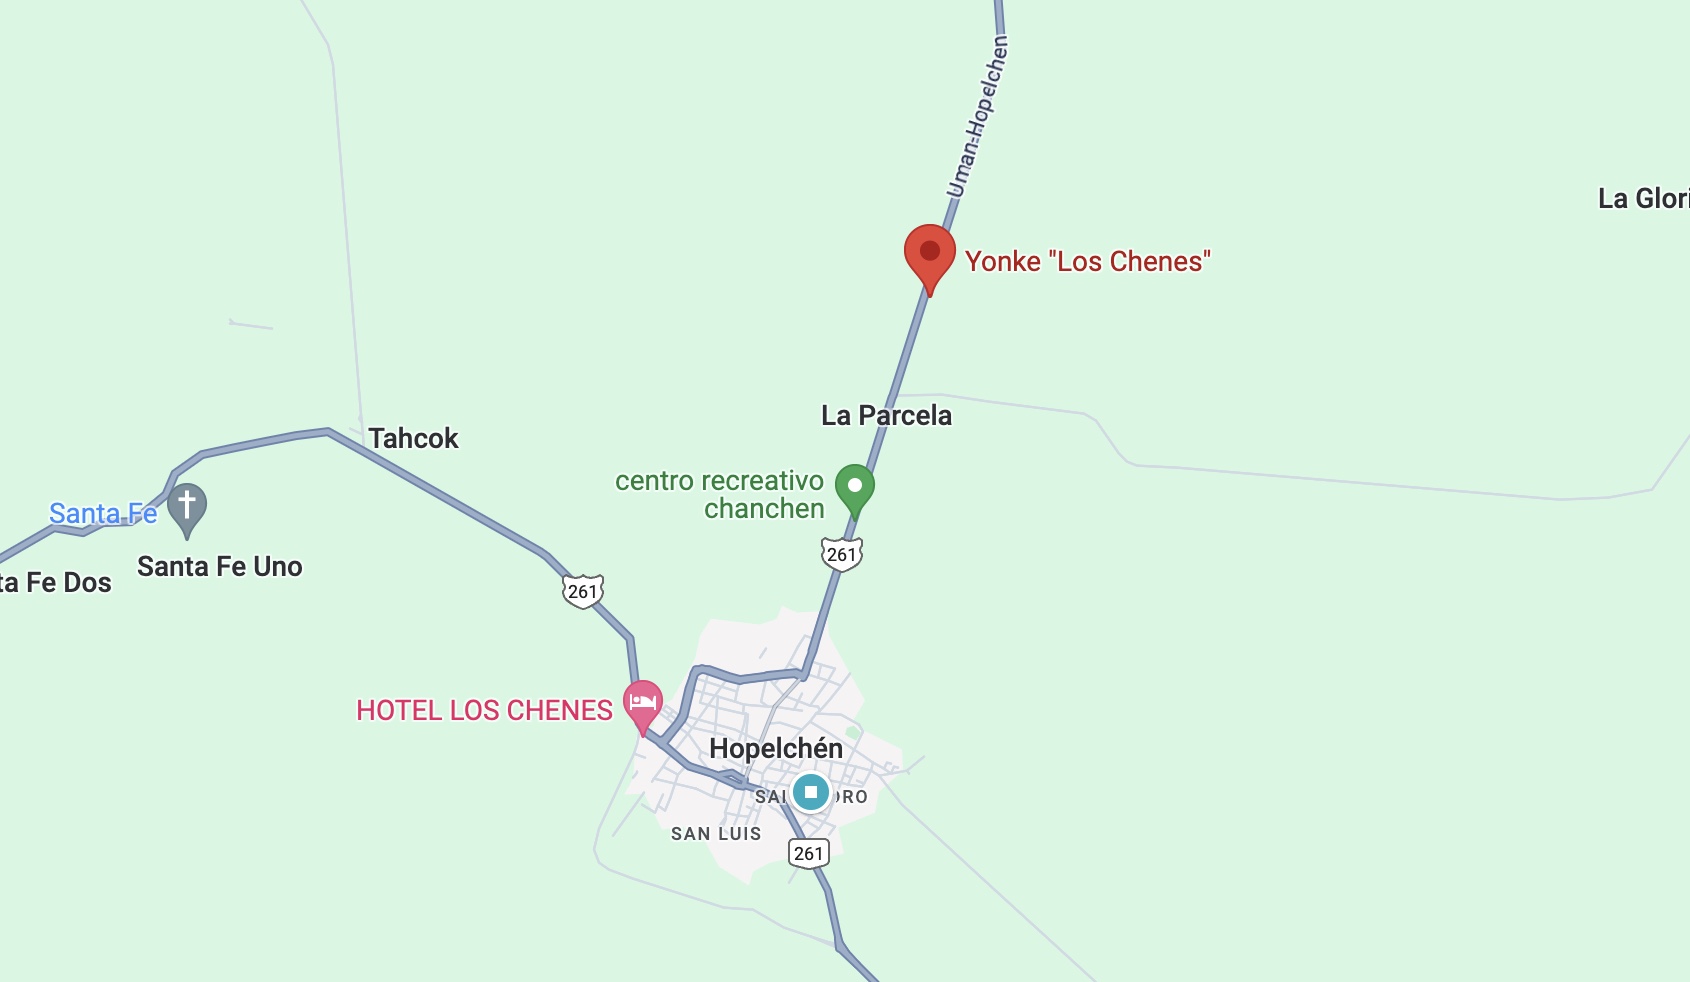 Uman-Hopelchen
La Glori
Yonke "Los Chenes"
La Parcela
Tahcok
centro recreativo
chanchen
Santa Fe
261
Santa Fe Uno
ta Fe Dos
261
HOTEL LOS CHENES
Hopelchén
SAN LUIS
261